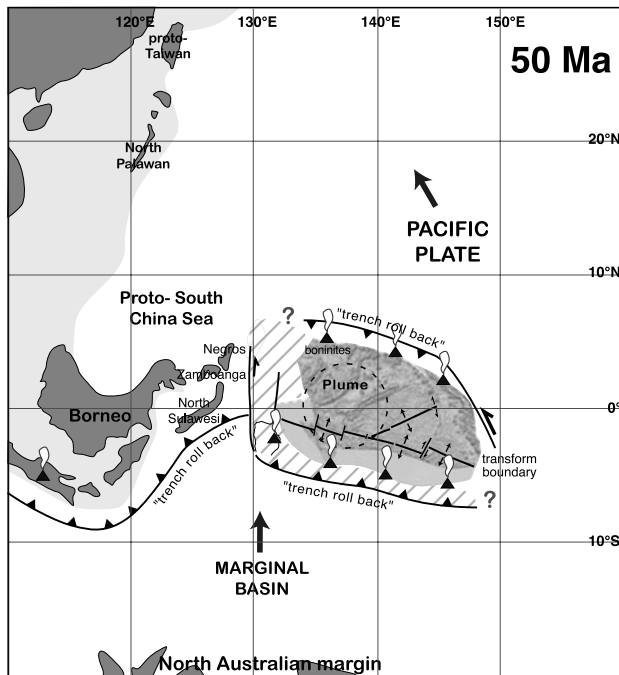 120°E
130°E
140°E
150°E
proto-
Taiwan
50 Ma
20°N
North
Palawan
PACIFIC
PLATE
10°N
Proto- South
China Sea
?
"trench roll back"
Negros
boninites
Zamboanga
Plume
North
Sulawesi
Borneo
0°
"trench roll back"
transform
boundary
"trench roll back"
?
10°S
MARGINAL
BASIN
North Australian margin